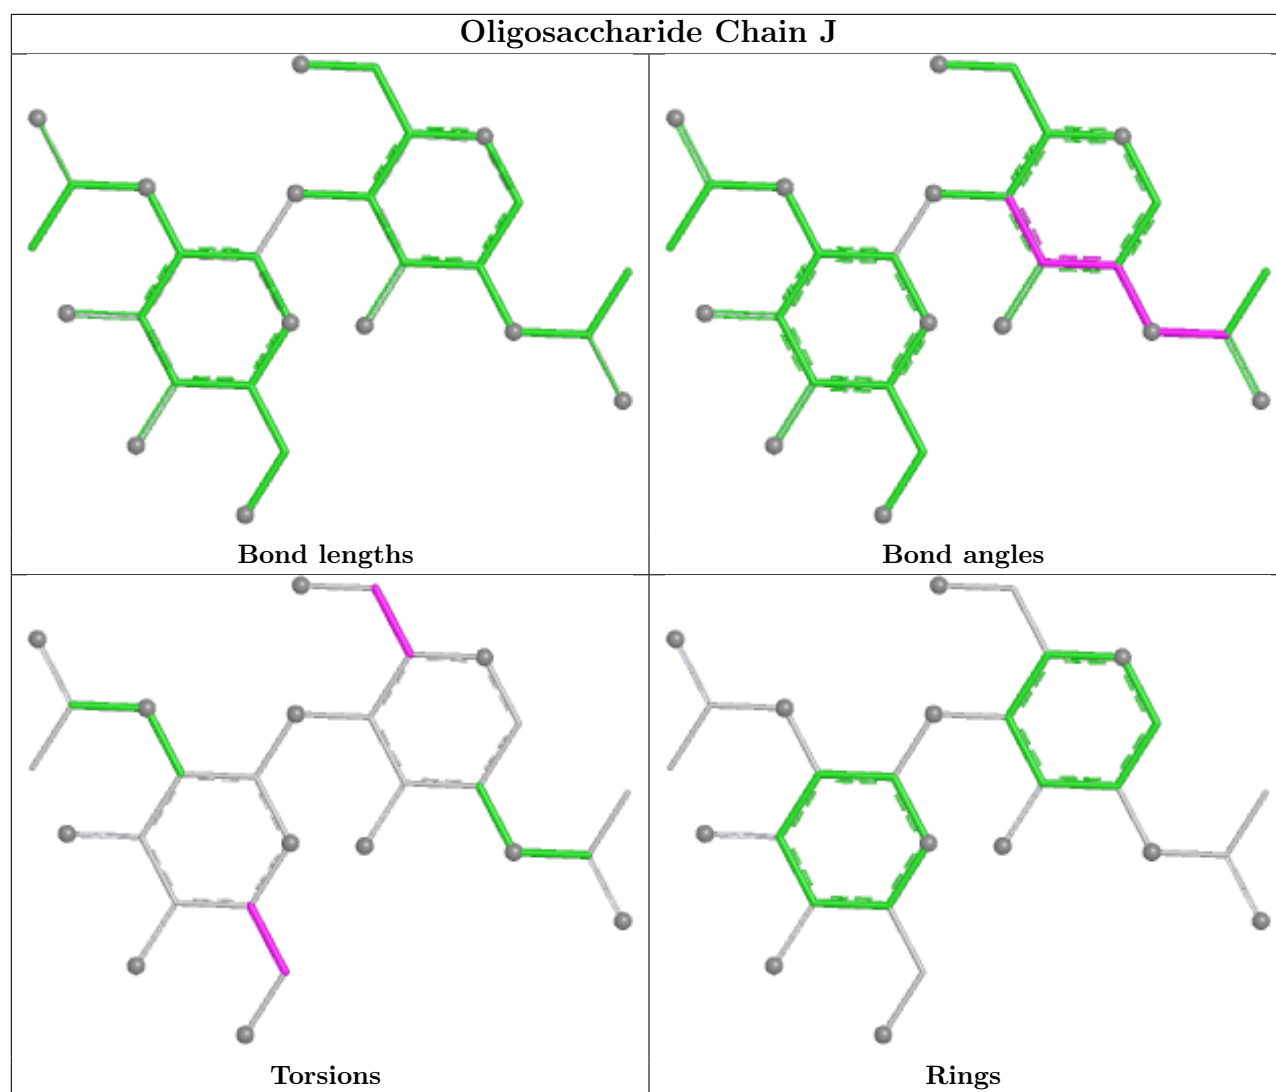 Oligosaccharide Chain J
Bond lengths
Bond angles
Torsions
Rings